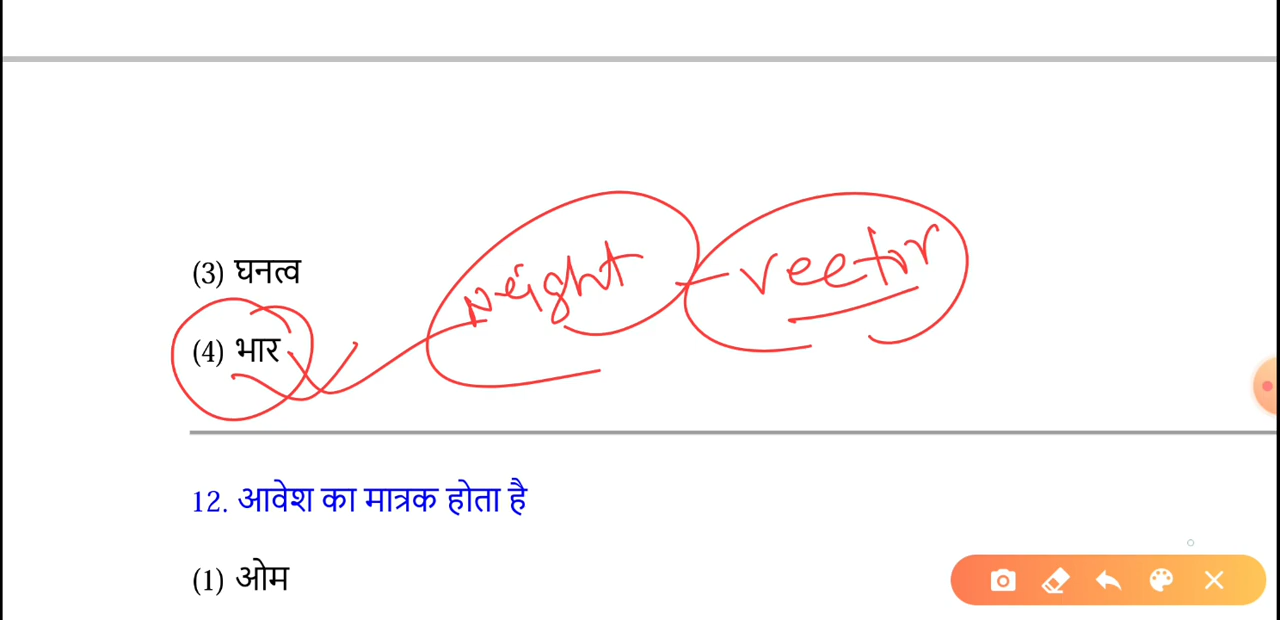 (3) घनत्व
(4) भार weight - vector
12. आवेश का मात्रक होता है
(1) ओम